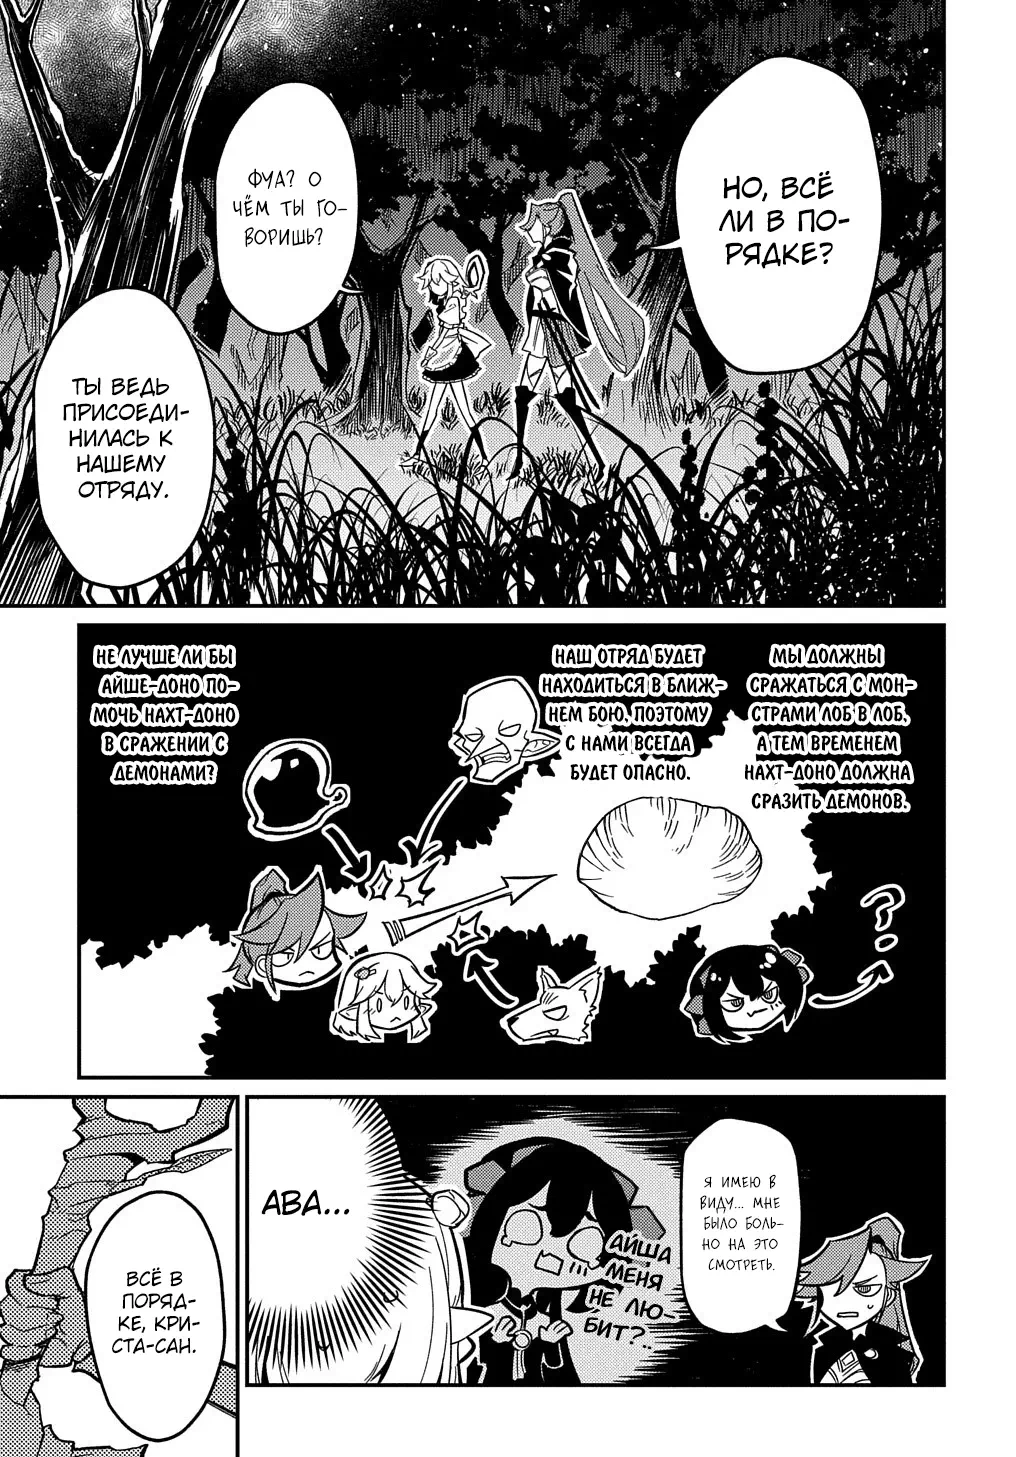 НО, ВСЁ
ЛИ В ПО-
РЯДКЕ?
ФУА? О
ЧЁМ ТЫ ГО-
ВОРИШЬ?
ТЫ ВЕДЬ
ПРИСОЕДИ-
НИЛАСЬ К
НАШЕМУ
ОТРЯДУ.
МЫ ДОЛЖНЫ
СРАЖАТЬСЯ С МОН-
СТРАМИ ЛОБ В ЛОБ,
А ТЕМ ВРЕМЕНЕМ
НАХТ-ДОНО ДОЛЖНА
СРАЗИТЬ ДЕМОНОВ.
НАШ ОТРЯД БУДЕТ
НАХОДИТЬСЯ В БЛИЖ-
НЕМ БОЮ, ПОЭТОМУ
С НАМИ ВСЕГДА
БУДЕТ ОПАСНО.
НЕ ЛУЧШЕ ЛИ БЫ
АЙШЕ-ДОНО ПО-
МОЧЬ НАХТ-ДОНО
В СРАЖЕНИИ С
ДЕМОНАМИ?
?
Я ИМЕЮ В
ВИДУ... МНЕ
БЫЛО БОЛЬ-
НО НА ЭТО
СМОТРЕТЬ.
АЙША
МЕНЯ
НЕ ЛЮ-
БИТ?..
АВА...
ВСЁ В
ПОРЯД-
КЕ, КРИ-
СТА-САН.